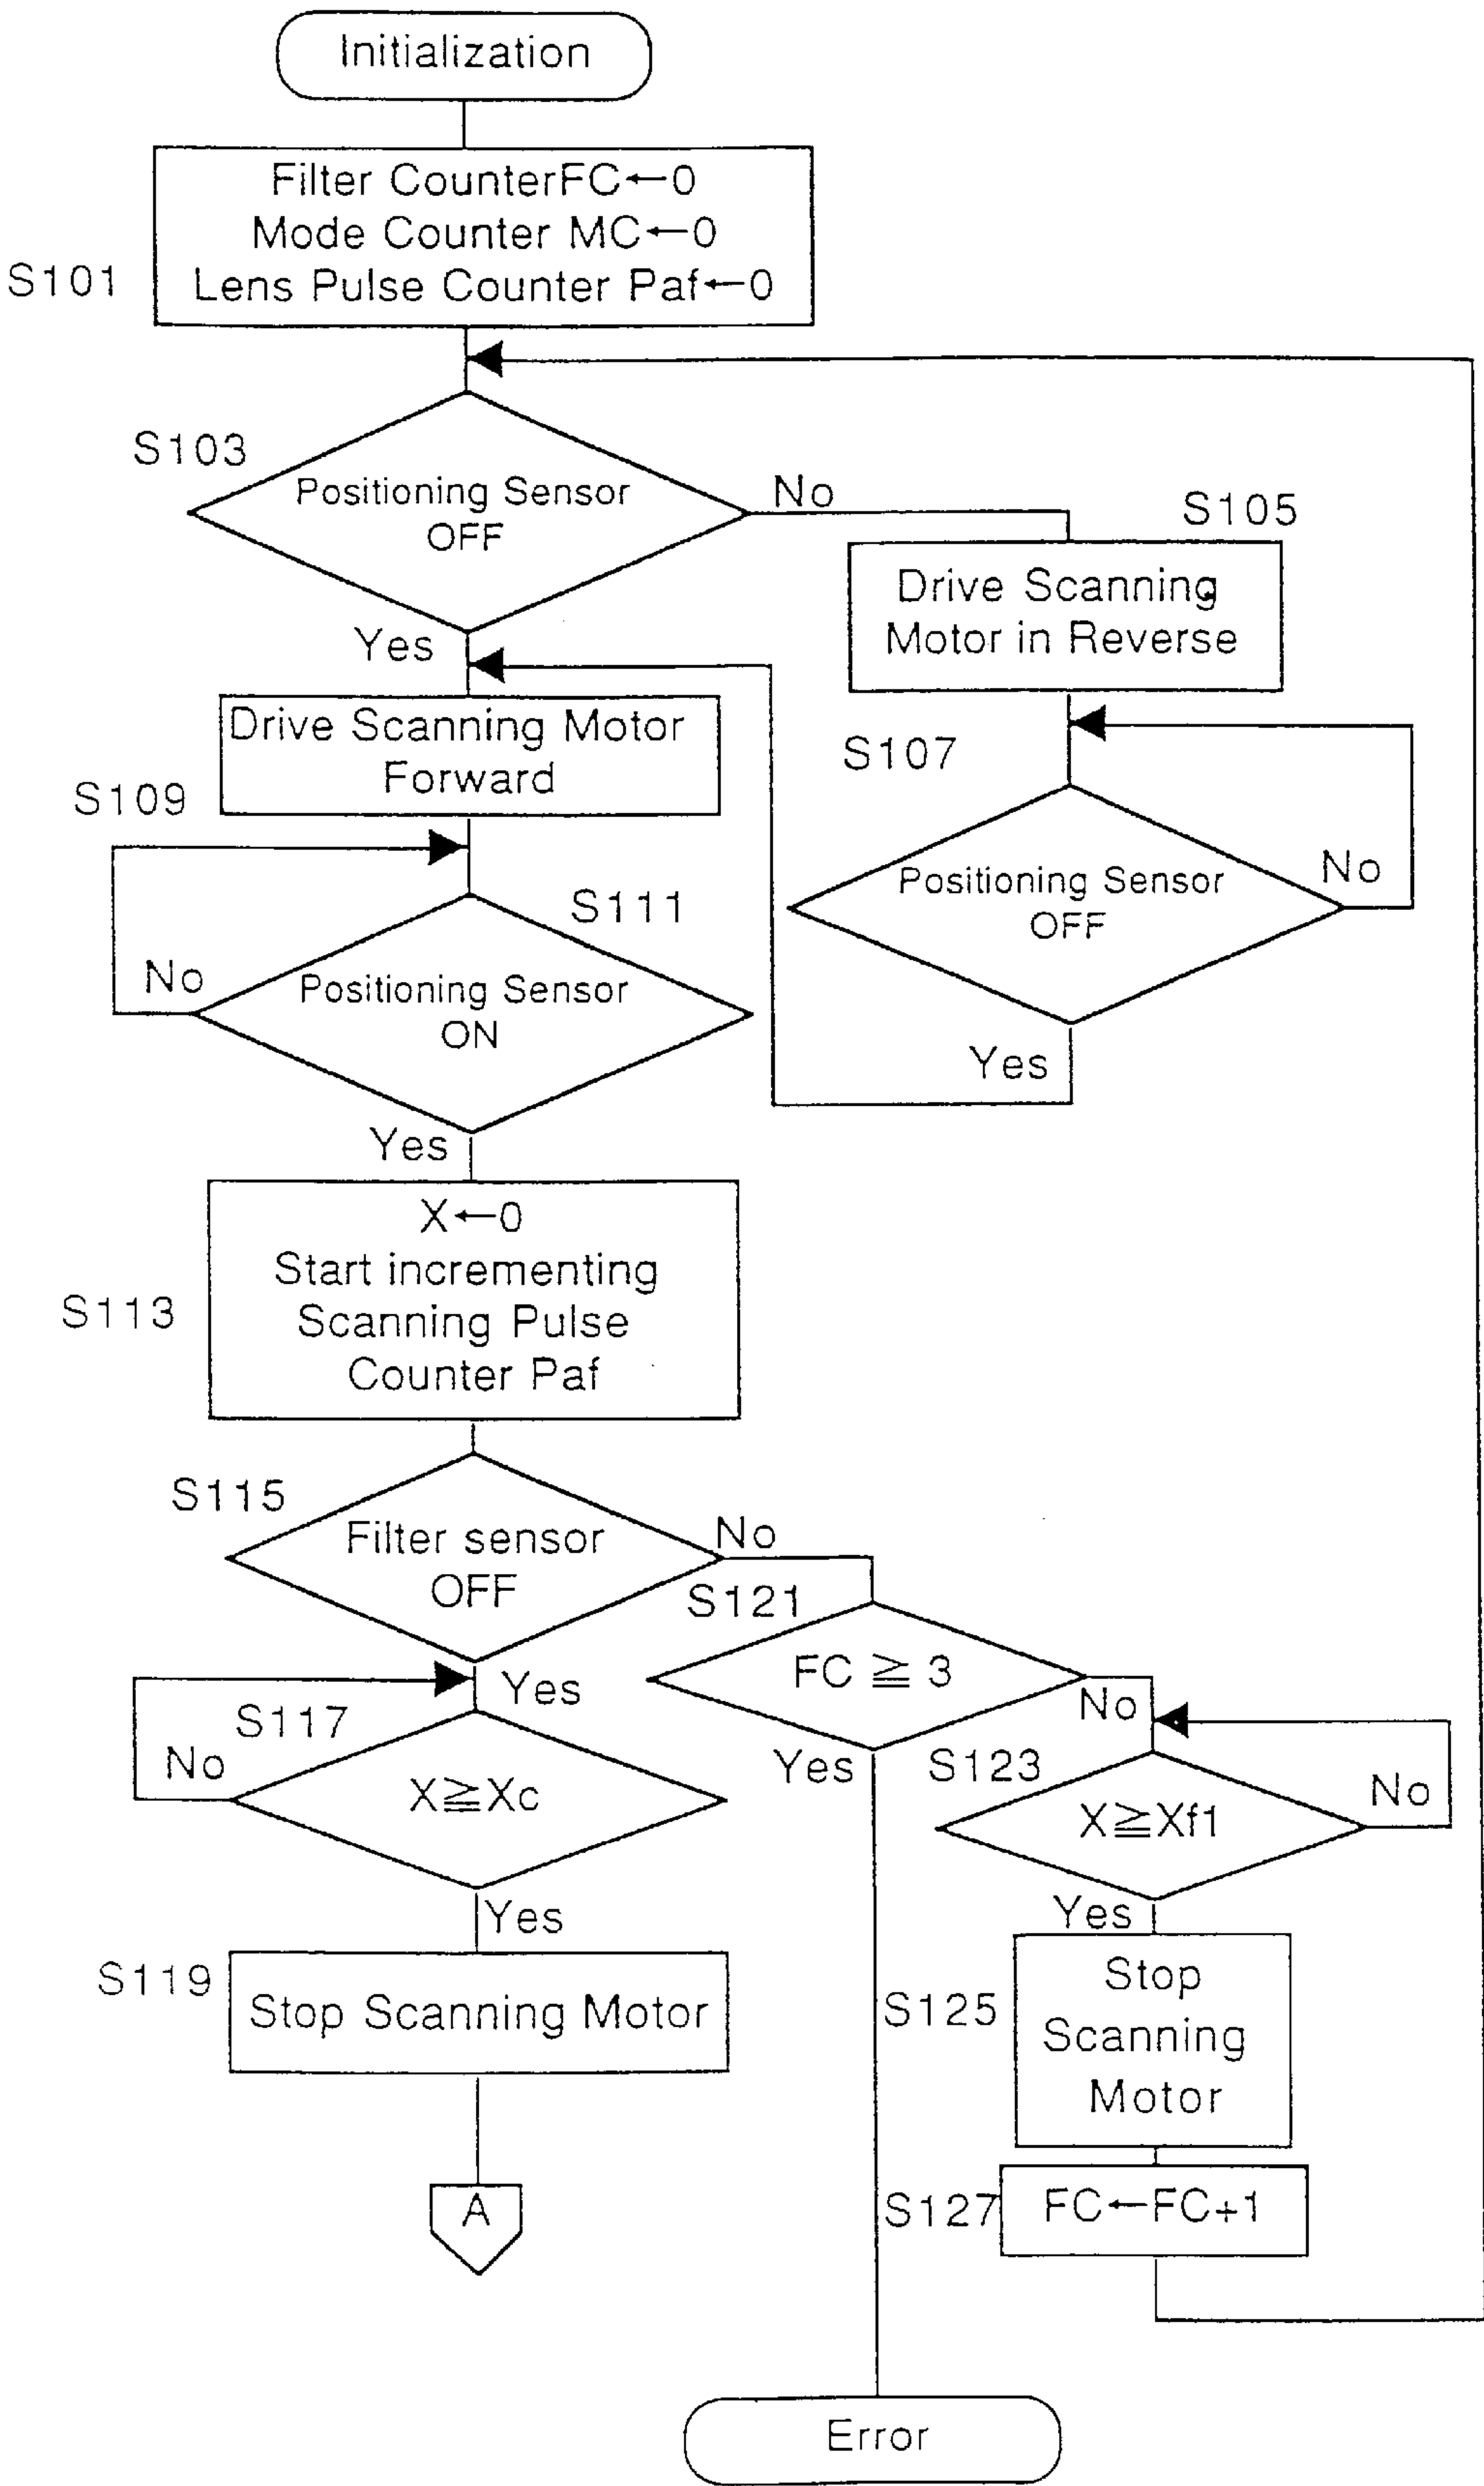 Initialization
Filter CounterFC←0
Mode Counter MC←0
S101
Lens Pulse Counter Paf←0
S103
Positioning Sensor
OFF
No
Yes
S105
Drive Scanning
Motor in Reverse
Drive Scanning Motor
Forward
S107
S109
Positioning Sensor
OFF
No
Yes
S111
Positioning Sensor
ON
No
Yes
X←0
Start incrementing
S113
Scanning Pulse
Counter Paf
S115
Filter sensor
OFF
No
Yes
S121
FC ≧ 3
No
Yes
S117
X≧Xc
No
Yes
S123
X≧Xf1
No
Yes
S119
Stop Scanning Motor
S125
Stop
Scanning
Motor
A
S127
FC←FC+1
Error